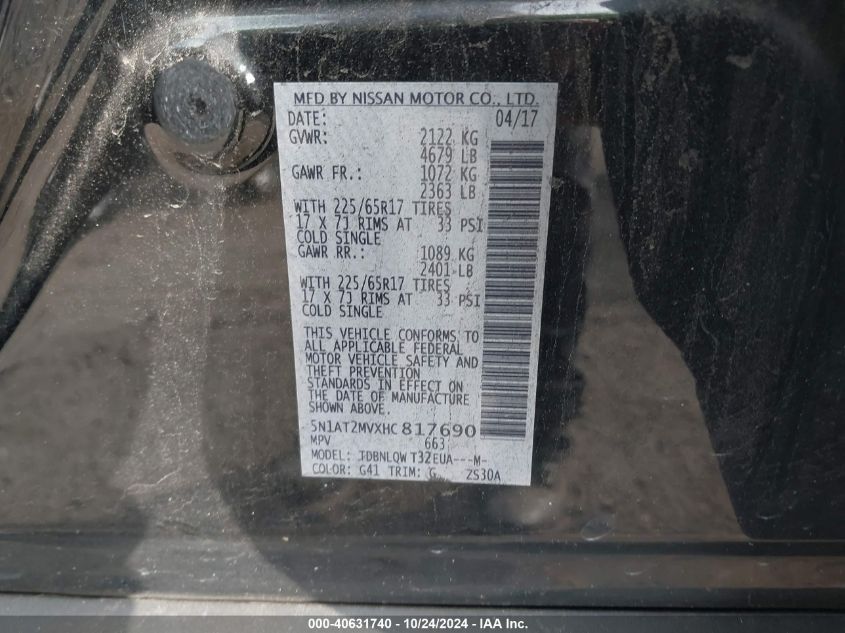 MFD BY NISSAN MOTOR CO., LTD.
DATE: 04/17
GVWR: 2122 KG
4679 LB
GAWR FR.: 1072 KG
2363 LB
WITH 225/65R17 TIRES
17 X 7J RIMS AT 33 PSI
COLD SINGLE
GAWR RR.: 1089 KG
2401 LB
WITH 225/65R17 TIRES
17 X 7J RIMS AT 33 PSI
COLD SINGLE
THIS VEHICLE CONFORMS TO
ALL APPLICABLE FEDERAL
MOTOR VEHICLE SAFETY AND
THEFT PREVENTION
STANDARDS IN EFFECT ON
THE DATE OF MANUFACTURE
SHOWN ABOVE.
5N1AT2MVXHC817690
MPV 663
MODEL: TDBNLQW T32EUA---M-
COLOR: G41 TRIM: G ZS30A
000-40631740 - 10/24/2024 - IAA Inc.